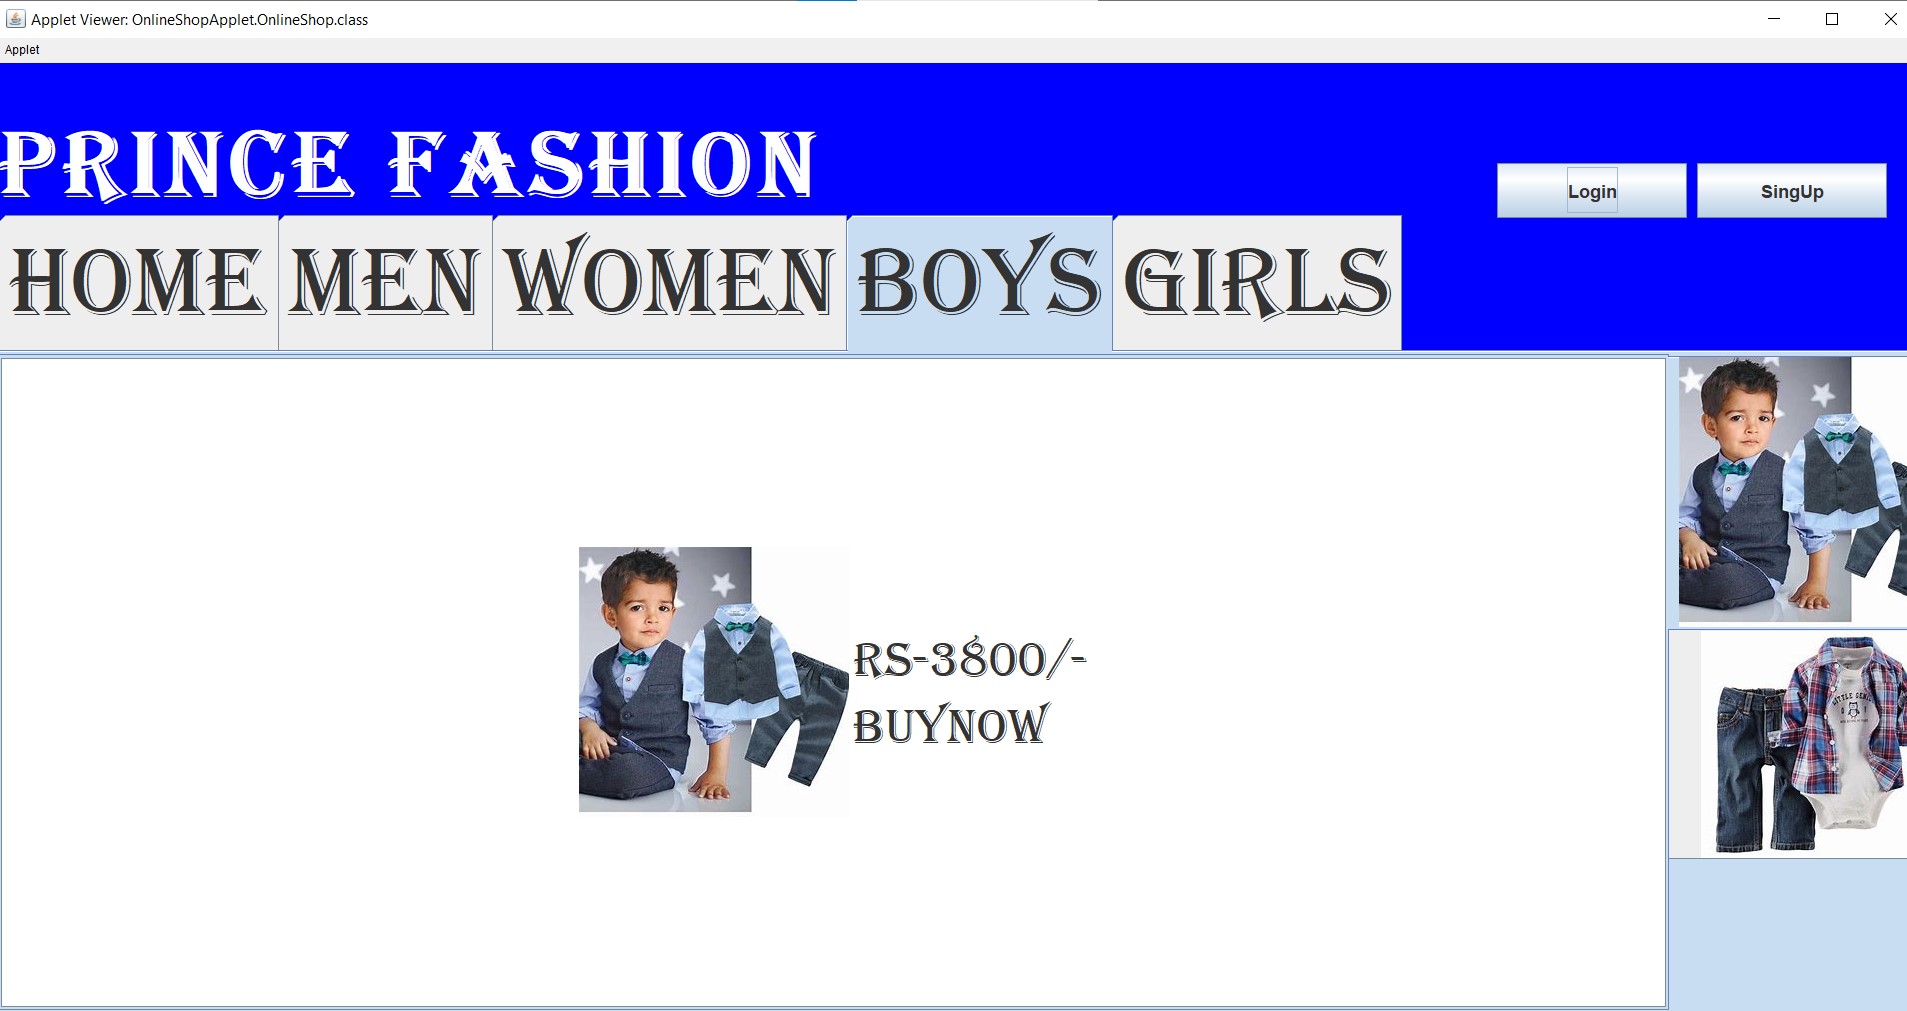 Applet Viewer: OnlineShopApplet.OnlineShop.class
Applet
PRINCE FASHION
Login
SingUp
HOME
MEN
WOMEN
BOYS
GIRLS
RS-3800/-
BUYNOW